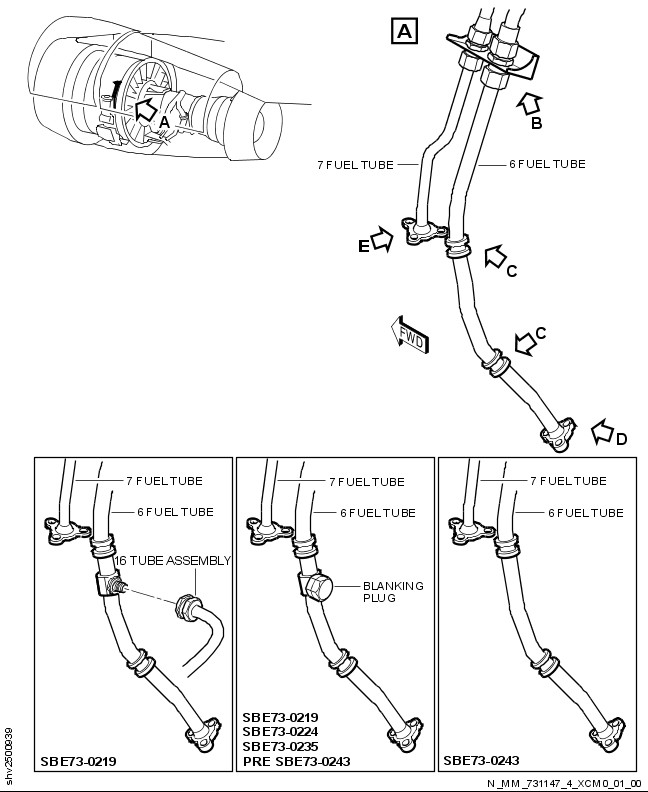 A
A
B
7 FUEL TUBE
6 FUEL TUBE
E
C
FWD
C
D
7 FUEL TUBE
6 FUEL TUBE
16 TUBE ASSEMBLY
SBE73-0219
7 FUEL TUBE
6 FUEL TUBE
BLANKING
PLUG
SBE73-0219
SBE73-0224
SBE73-0235
PRE SBE73-0243
7 FUEL TUBE
6 FUEL TUBE
SBE73-0243
shv2500939
N_MM_731147_4_XCM0_01_00